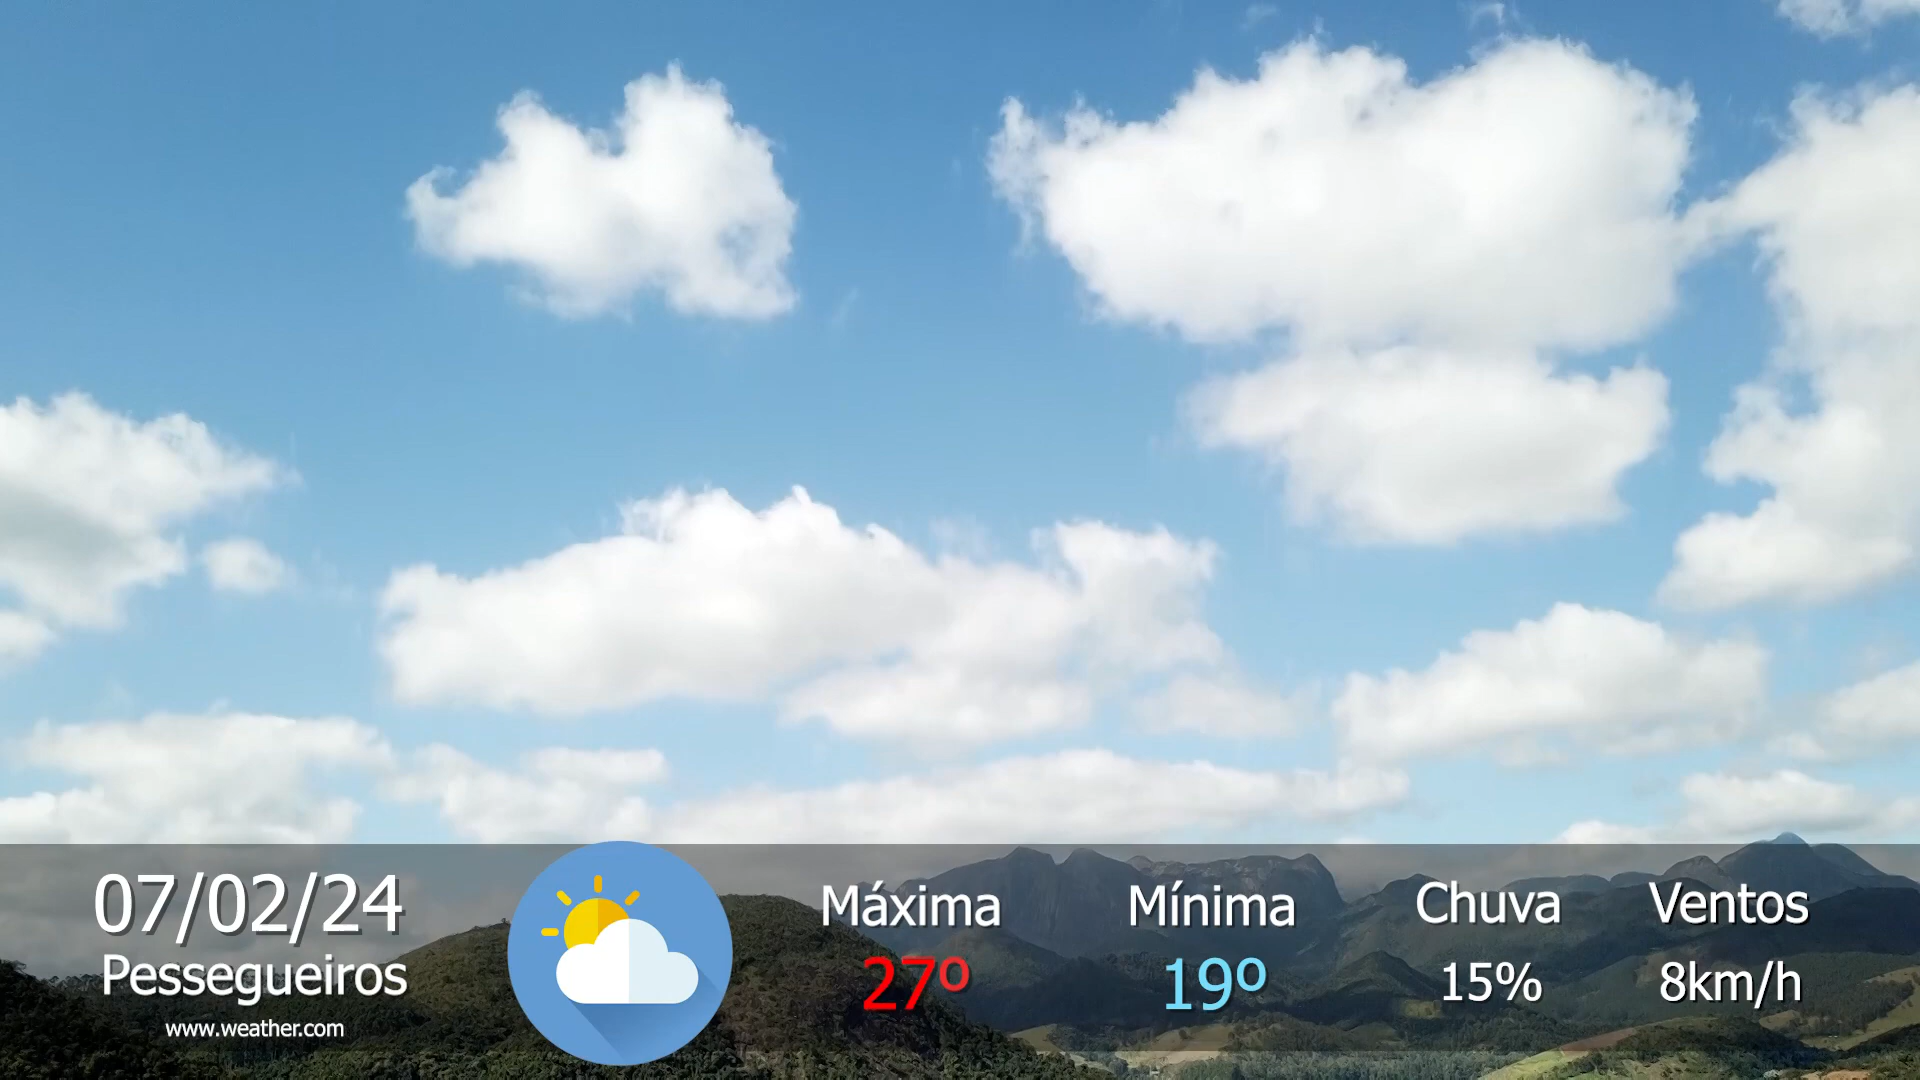 07/02/24
Pessegueiros
www.weather.com
Máxima
27º
Mínima
19º
Chuva
15%
Ventos
8km/h